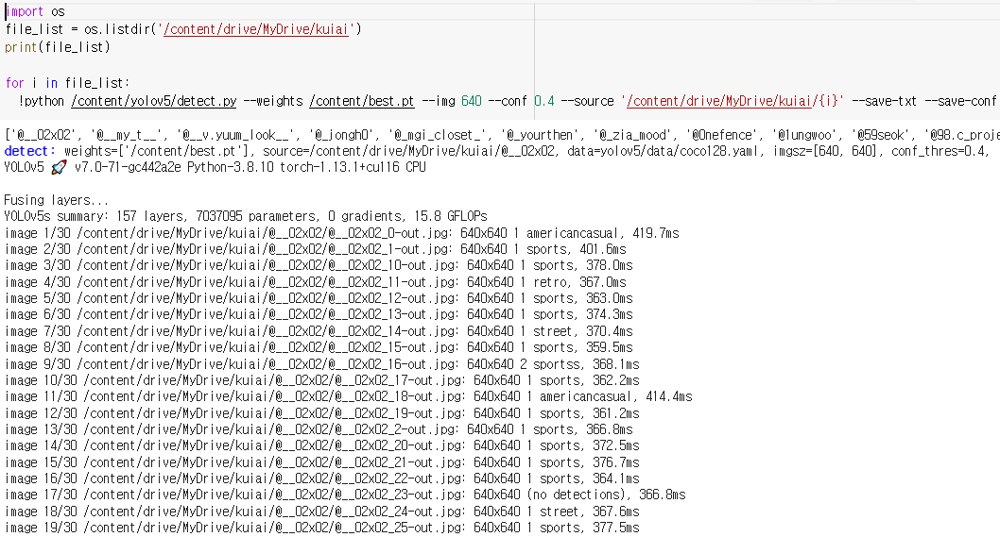 import os
file_list = os.listdir('/content/drive/MyDrive/kuiai')
print(file_list)
for i in file_list:
!python /content/yolov5/detect.py --weights /content/best.pt --img 640 --conf 0.4 --source '/content/drive/MyDrive/kuiai/{i}' --save-txt --save-conf
['@__02x02', '@__my_t__', '@__v.yuum_look__', '@_jongh0', '@_mgi_closet_', '@_yourthen', '@_zia_mood', '@0nefence', '@1ungwoo', '@59seok', '@98.c_proje
detect: weights=['/content/best.pt'], source=/content/drive/MyDrive/kuiai/@__02x02, data=yolov5/data/coco128.yaml, imgsz=[640, 640], conf_thres=0.4,
YOLOv5 🚀 v7.0-71-gc442a2e Python-3.8.10 torch-1.13.1+cu116 CPU
Fusing layers...
YOLOv5s summary: 157 layers, 7037095 parameters, 0 gradients, 15.8 GFLOPs
image 1/30 /content/drive/MyDrive/kuiai/@__02x02/@__02x02_0-out.jpg: 640x640 1 americancasual, 419.7ms
image 2/30 /content/drive/MyDrive/kuiai/@__02x02/@__02x02_1-out.jpg: 640x640 1 sports, 401.6ms
image 3/30 /content/drive/MyDrive/kuiai/@__02x02/@__02x02_10-out.jpg: 640x640 1 sports, 378.0ms
image 4/30 /content/drive/MyDrive/kuiai/@__02x02/@__02x02_11-out.jpg: 640x640 1 retro, 367.0ms
image 5/30 /content/drive/MyDrive/kuiai/@__02x02/@__02x02_12-out.jpg: 640x640 1 sports, 363.0ms
image 6/30 /content/drive/MyDrive/kuiai/@__02x02/@__02x02_13-out.jpg: 640x640 1 sports, 374.3ms
image 7/30 /content/drive/MyDrive/kuiai/@__02x02/@__02x02_14-out.jpg: 640x640 1 street, 370.4ms
image 8/30 /content/drive/MyDrive/kuiai/@__02x02/@__02x02_15-out.jpg: 640x640 1 sports, 359.5ms
image 9/30 /content/drive/MyDrive/kuiai/@__02x02/@__02x02_16-out.jpg: 640x640 2 sportss, 368.1ms
image 10/30 /content/drive/MyDrive/kuiai/@__02x02/@__02x02_17-out.jpg: 640x640 1 sports, 362.2ms
image 11/30 /content/drive/MyDrive/kuiai/@__02x02/@__02x02_18-out.jpg: 640x640 1 americancasual, 414.4ms
image 12/30 /content/drive/MyDrive/kuiai/@__02x02/@__02x02_19-out.jpg: 640x640 1 sports, 361.2ms
image 13/30 /content/drive/MyDrive/kuiai/@__02x02/@__02x02_2-out.jpg: 640x640 1 sports, 366.8ms
image 14/30 /content/drive/MyDrive/kuiai/@__02x02/@__02x02_20-out.jpg: 640x640 1 sports, 372.5ms
image 15/30 /content/drive/MyDrive/kuiai/@__02x02/@__02x02_21-out.jpg: 640x640 1 sports, 376.7ms
image 16/30 /content/drive/MyDrive/kuiai/@__02x02/@__02x02_22-out.jpg: 640x640 1 sports, 364.1ms
image 17/30 /content/drive/MyDrive/kuiai/@__02x02/@__02x02_23-out.jpg: 640x640 (no detections), 366.8ms
image 18/30 /content/drive/MyDrive/kuiai/@__02x02/@__02x02_24-out.jpg: 640x640 1 street, 367.6ms
image 19/30 /content/drive/MyDrive/kuiai/@__02x02/@__02x02_25-out.jpg: 640x640 1 sports, 377.5ms